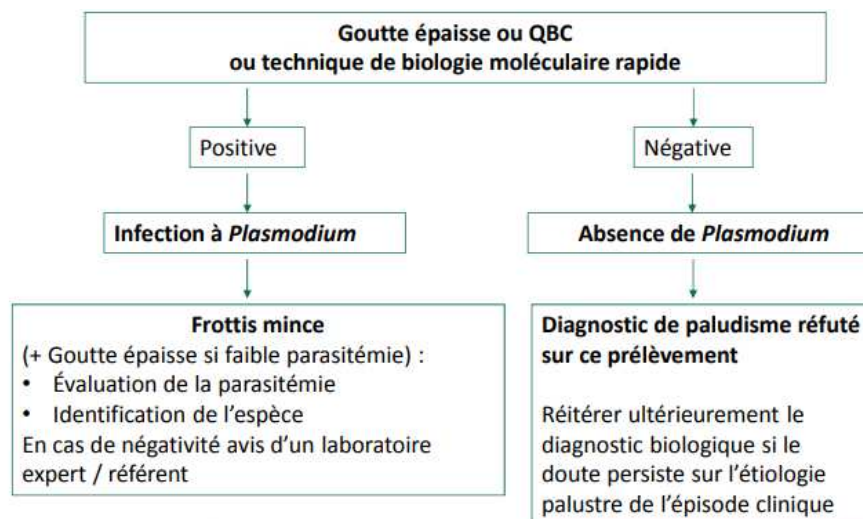 Goutte épaisse ou QBC
ou technique de biologie moléculaire rapide
Positive
Négative
Infection à Plasmodium
Absence de Plasmodium
Frottis mince
(+ Goutte épaisse si faible parasitémie) :
• Évaluation de la parasitémie
• Identification de l'espèce
En cas de négativité avis d'un laboratoire
expert / référent
Diagnostic de paludisme réfuté
sur ce prélèvement
Réitérer ultérieurement le
diagnostic biologique si le
doute persiste sur l'étiologie
palustre de l'épisode clinique